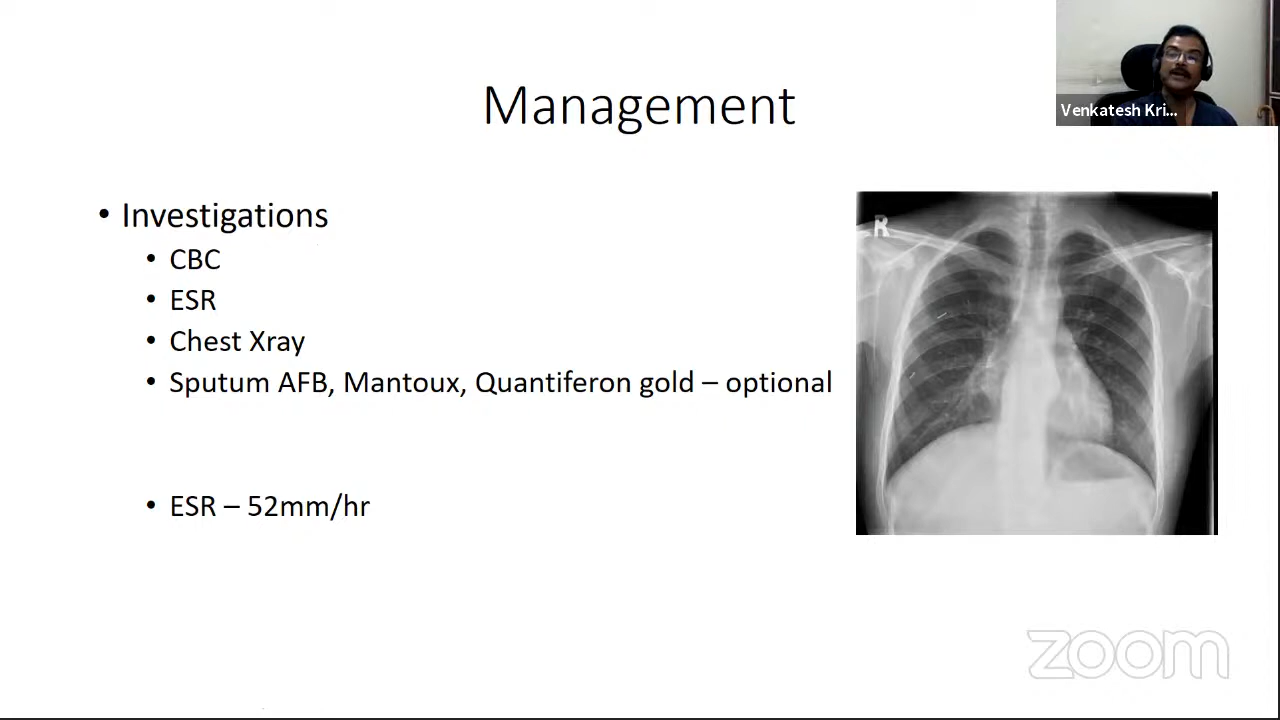 Venkatesh Kri...
Management
• Investigations
• CBC
• ESR
R
• Chest Xray
• Sputum AFB, Mantoux, Quantiferon gold – optional
• ESR – 52mm/hr
zoom